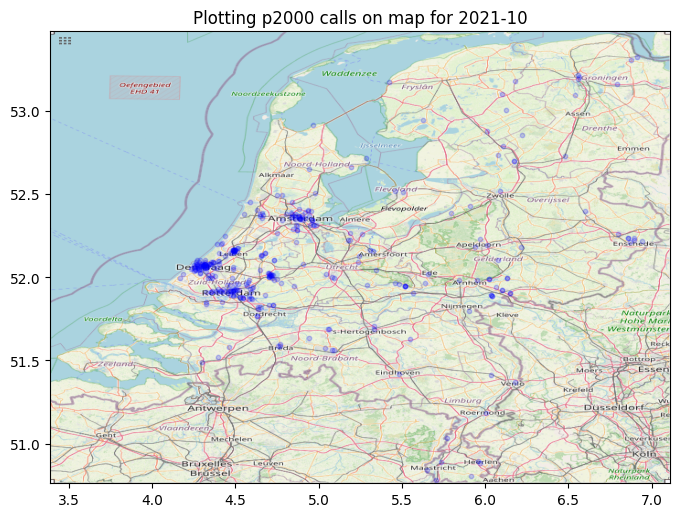 Plotting p2000 calls on map for 2021-10
Oefengebied
EHD 41
Waddenzee
Noordzeekustzone
Fryslân
Groningen
53.0
Assen
Drenthe
IJsselmeer
Emmen
Noord-Holland
Alkmaar
52.5
Flevoland
Zwolle
Overijssel
Flevopolder
Amsterdam
Almere
Enschede
Leiden
Amersfoort
Apeldoorn
Gelderland
Utrecht
Den Haag
52.0
Ede
Arnhem
Zuid-Holland
Rotterdam
Nijmegen
Dordrecht
Kleve
Voordelta
's-Hertogenbosch
Naturpark
Hohe Mark
Westmünster
Breda
Noord-Brabant
Zeeland
51.5
Bottrop
Moers
Essen
Eindhoven
Venlo
Krefeld
Antwerpen
Limburg
Düsseldorf
Roermond
Vlaanderen
Gent
Mechelen
Leverkusen
51.0
Köln
Bruxelles
Brussel
Leuven
Maastricht
Heerlen
Aachen
Naturpark
Rheinland
3.5 4.0 4.5 5.0 5.5 6.0 6.5 7.0